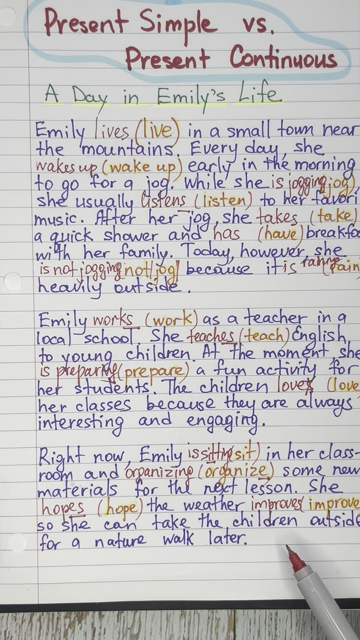 Present Simple vs.
Present Continuous
A Day in Emily's Life
Emily lives (live) in a small town near
the mountains. Every day, she
wakes up (wake up) early in the morning
to go for a jog. While she is jogging jog)
she usually listens (listen) to her favori
music. After her jog, she takes (take)
a quick shower and has (have) breakfa
with her family. Today, however, she
is not jogging not/jog) because it is raining (rain
heavily outside.
Emily works (work) as a teacher in a
local school. She teaches (teach) English
to young children. At the moment, she
is preparing (prepare) a fun activity for
her students. The children love (love
her classes because they are always
interesting and engaging.
Right now, Emily is sitting sit) in her class-
room and organizing (organize) some new
materials for the next lesson. She
hopes (hope) the weather improves improve
so she can take the children outside
for a nature walk later.